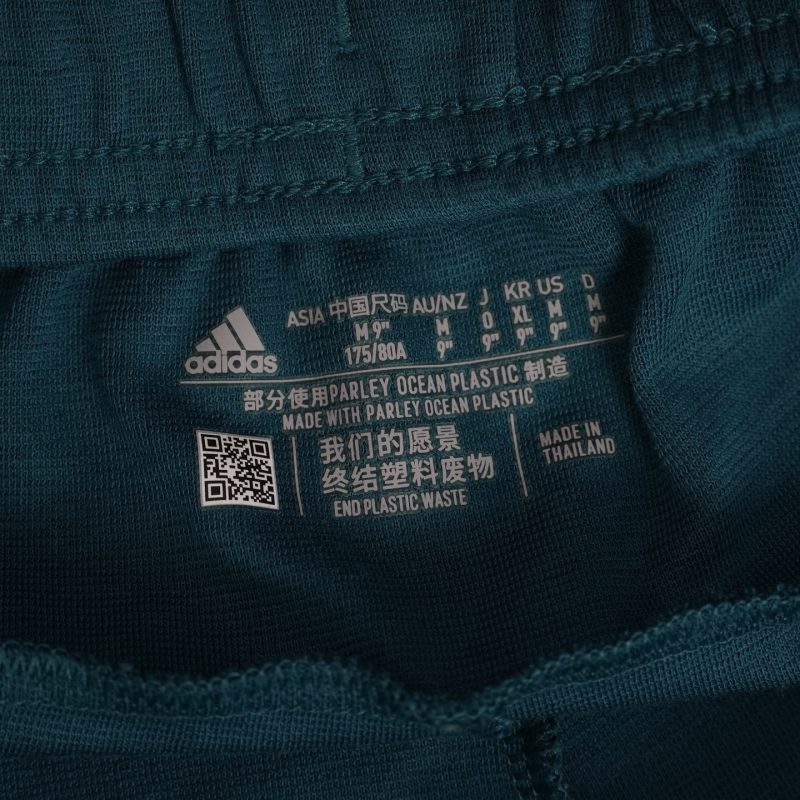 adidas
ASIA 中国尺码 AU/NZ J KR US D
M 9" M O XL M M
175/80A 9" 9" 9" 9" 9"
部分使用PARLEY OCEAN PLASTIC 制造
MADE WITH PARLEY OCEAN PLASTIC
我们的愿景
终结塑料废物
END PLASTIC WASTE
MADE IN
THAILAND